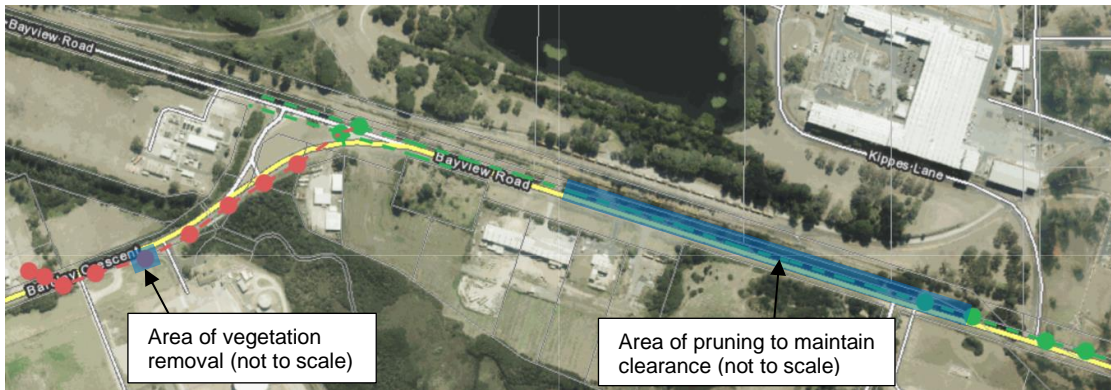 Bayview Road
Bayview Road
Kippes Lane
Barclay Crescent
Area of vegetation
removal (not to scale)
Area of pruning to maintain
clearance (not to scale)